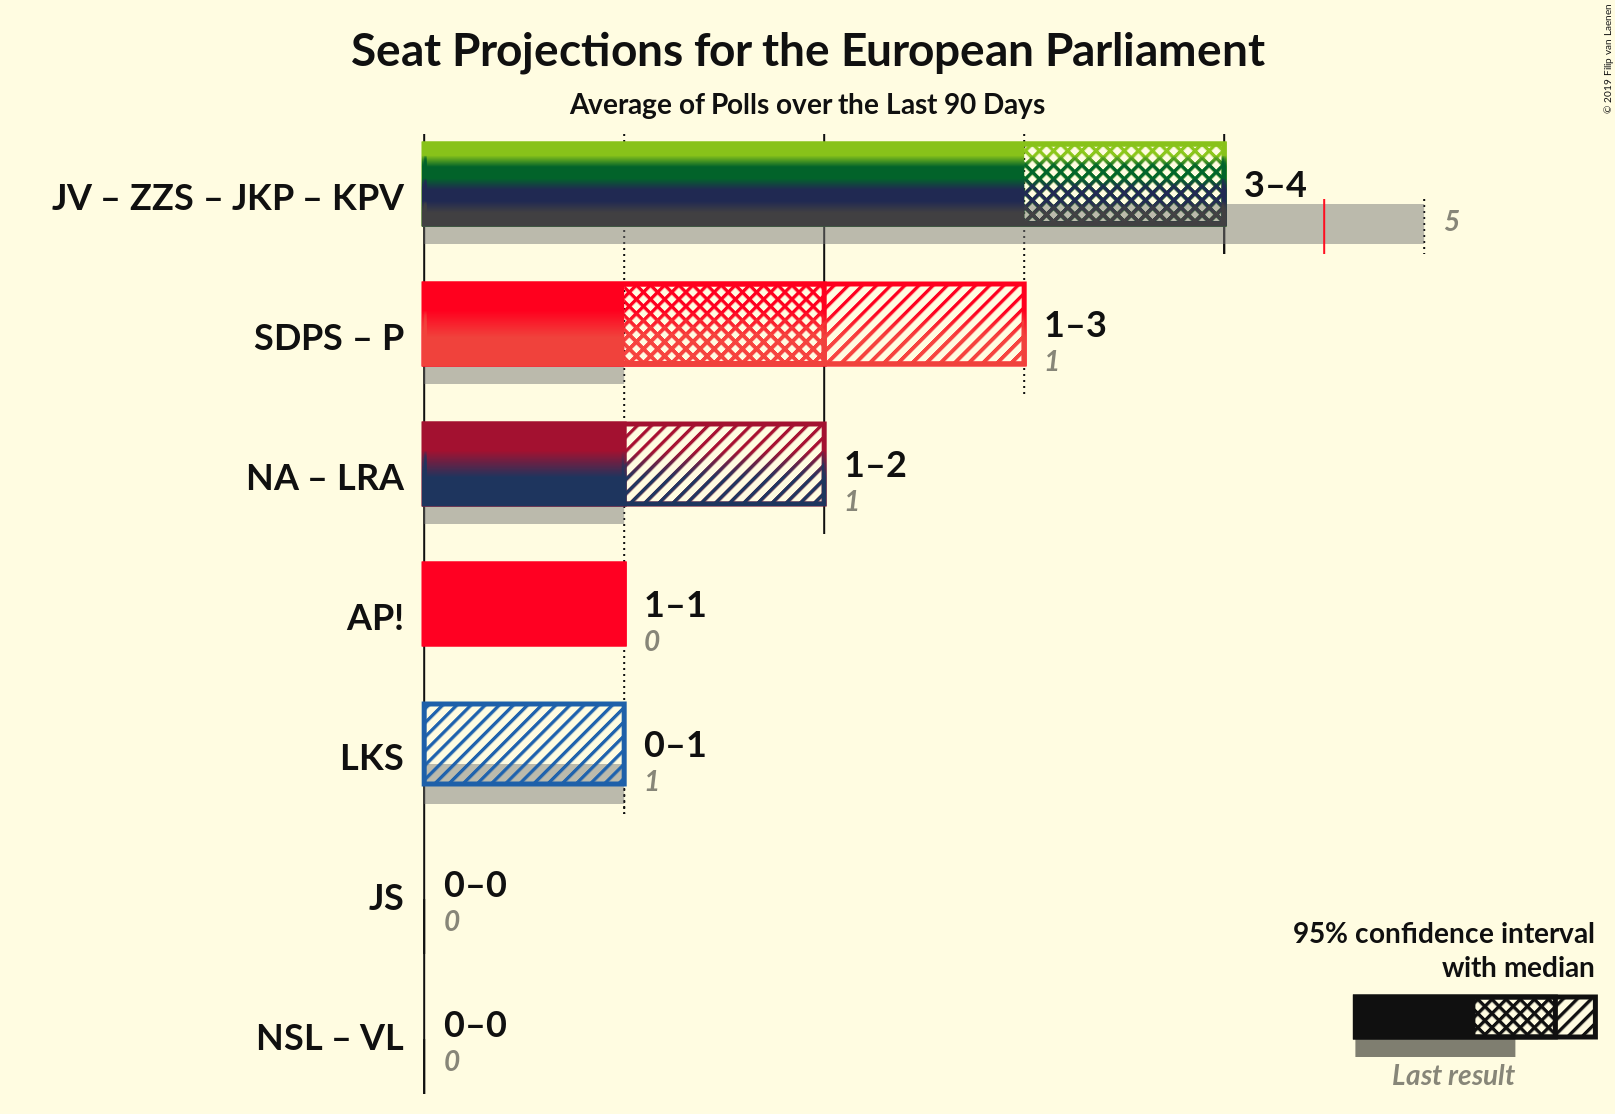 Seat Projections for the European Parliament
Average of Polls over the Last 90 Days
© 2019 Filip van Laenen
JV – ZZS – JKP – KPV
3–4
5
SDPS – P
1–3
1
NA – LRA
1–2
1
AP!
1–1
0
LKS
0–1
1
JS
0–0
0
NSL – VL
0–0
0
95% confidence interval
with median
Last result